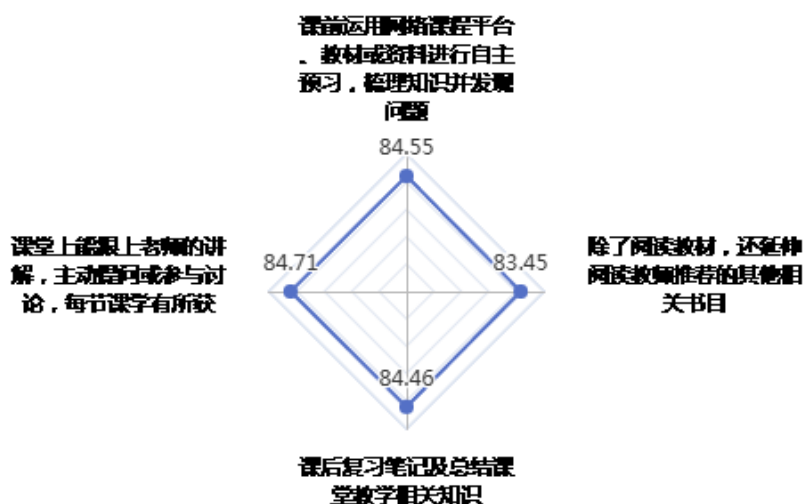 课前运用网络课程平台
、教材或资料进行自主
预习，梳理知识并发现
问题
84.55
课堂上能跟上老师的讲
解，主动提问或参与讨
论，每节课学有所获
84.71
83.45
除了阅读教材，还延伸
阅读教师推荐的其他相
关书目
84.46
课后复习笔记及总结课
堂教学相关知识